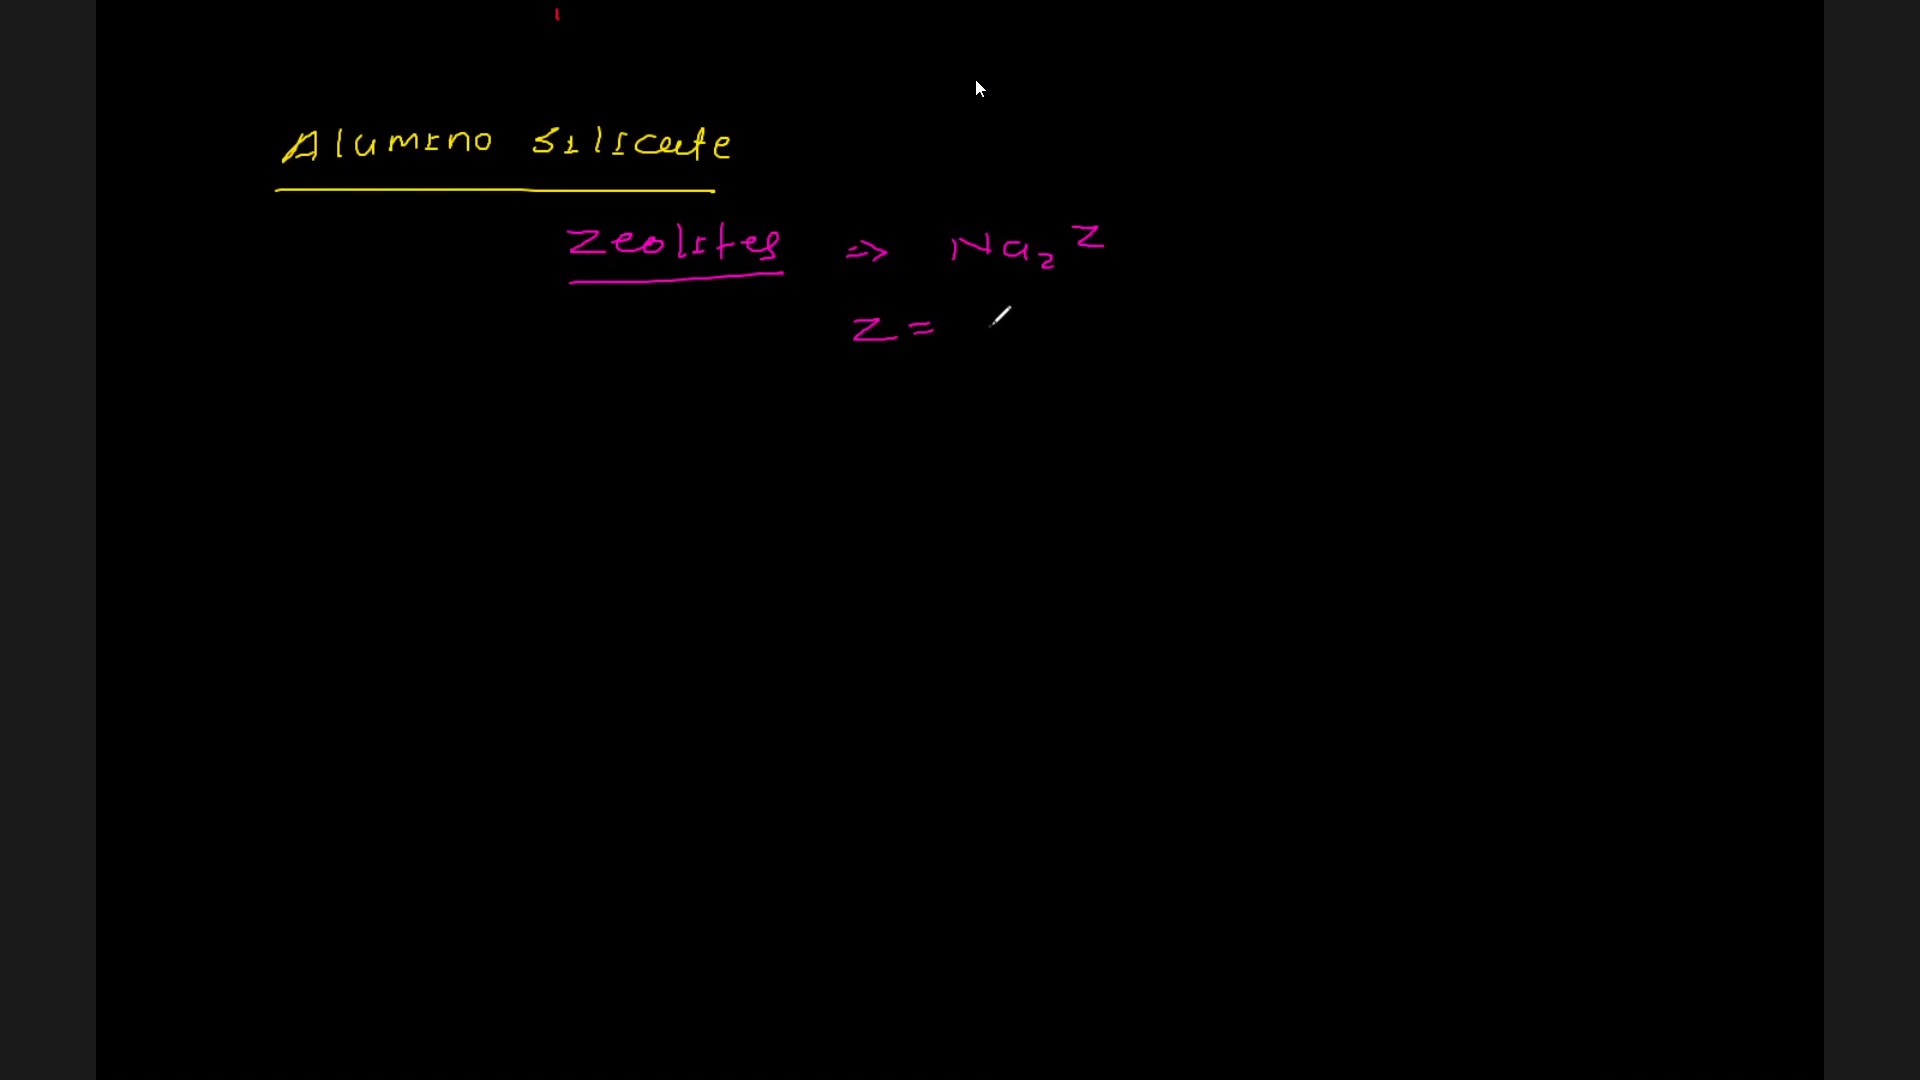 Alumino Silicate
Zeolites => Na₂Z
Z =